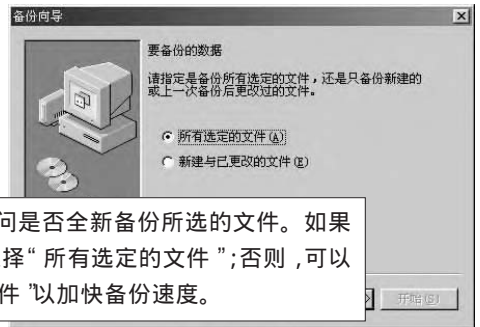 备份向导
要备份的数据
请指定是备份所有选定的文件，还是只备份新建的
或上一次备份后更改过的文件。
所有选定的文件(A)
新建与已更改的文件(E)
问是否全新备份所选的文件。如果
择“所有选定的文件”;否则,可以
件”以加快备份速度。
开始(S)